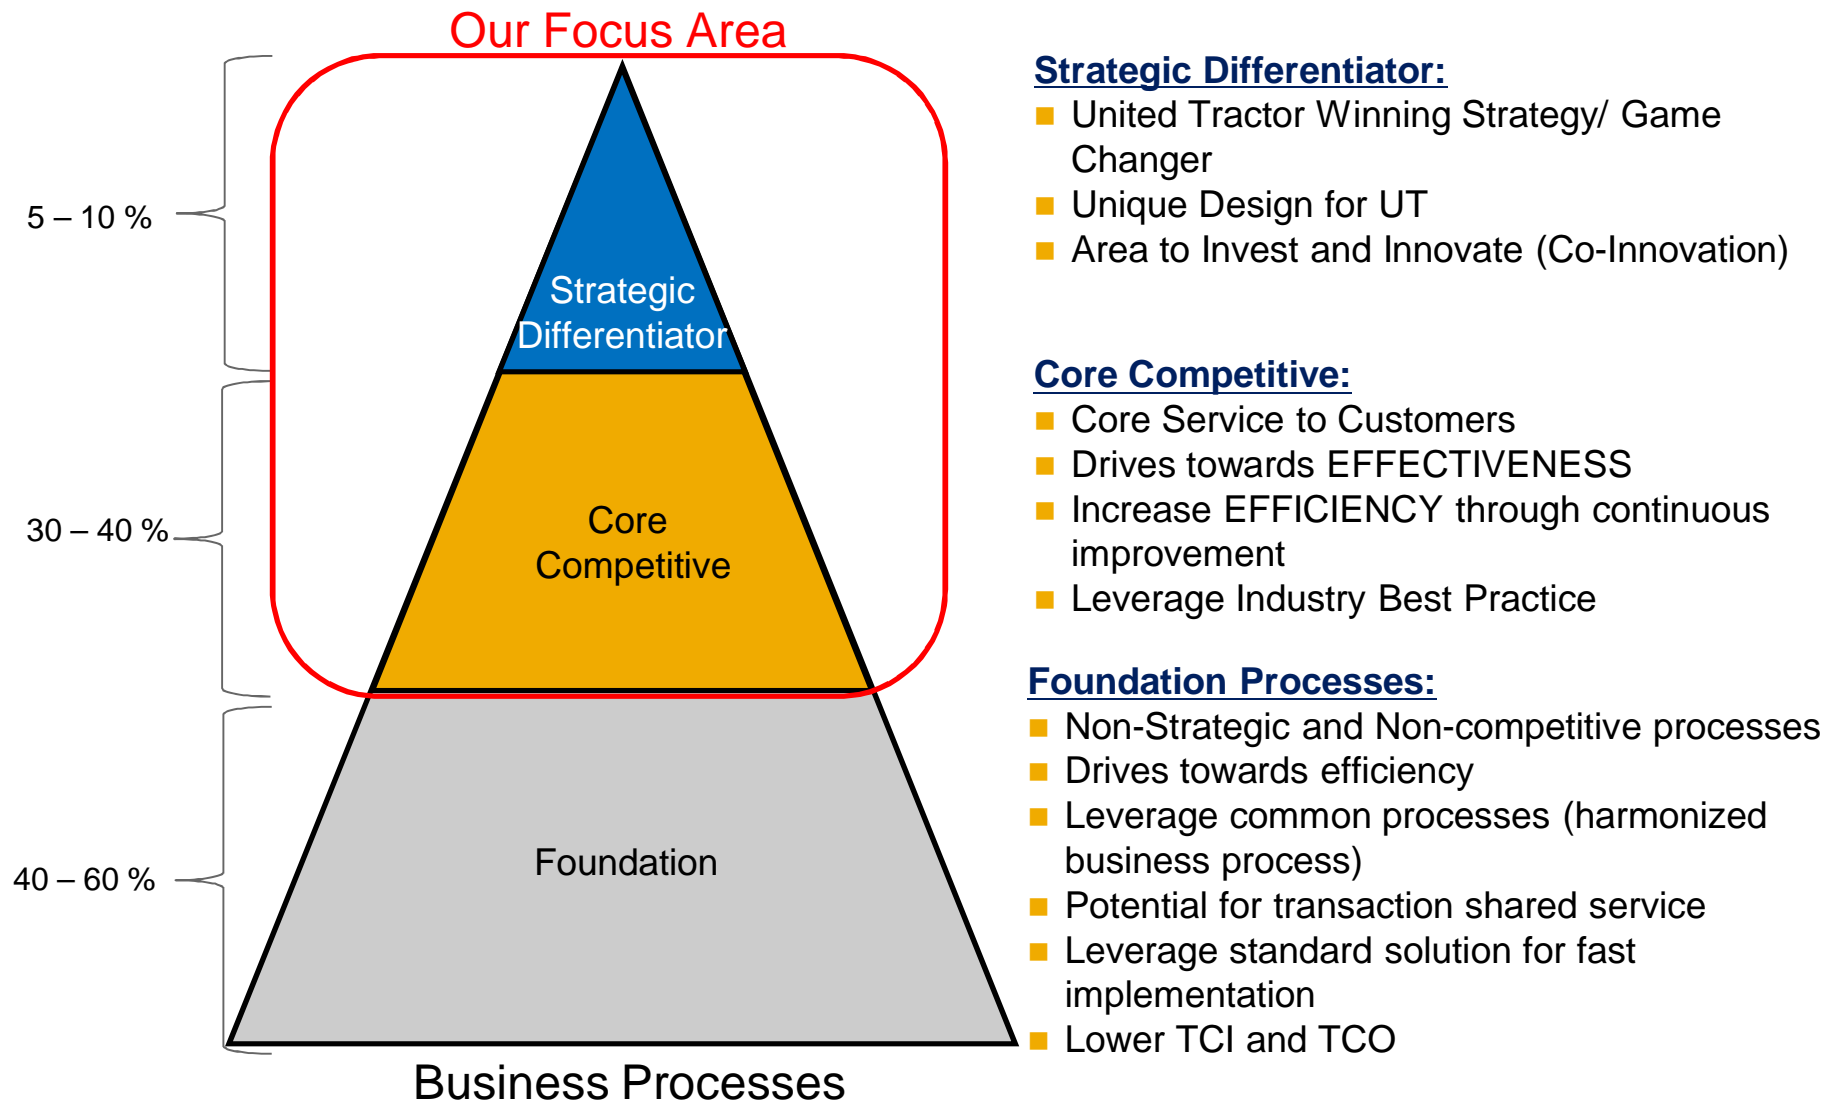 Our Focus Area
5 – 10 %
30 – 40 %
40 – 60 %
Strategic
Differentiator
Core
Competitive
Foundation
Business Processes
Strategic Differentiator:
United Tractor Winning Strategy/ Game
Changer
Unique Design for UT
Area to Invest and Innovate (Co-Innovation)
Core Competitive:
Core Service to Customers
Drives towards EFFECTIVENESS
Increase EFFICIENCY through continuous
improvement
Leverage Industry Best Practice
Foundation Processes:
Non-Strategic and Non-competitive processes
Drives towards efficiency
Leverage common processes (harmonized
business process)
Potential for transaction shared service
Leverage standard solution for fast
implementation
Lower TCI and TCO